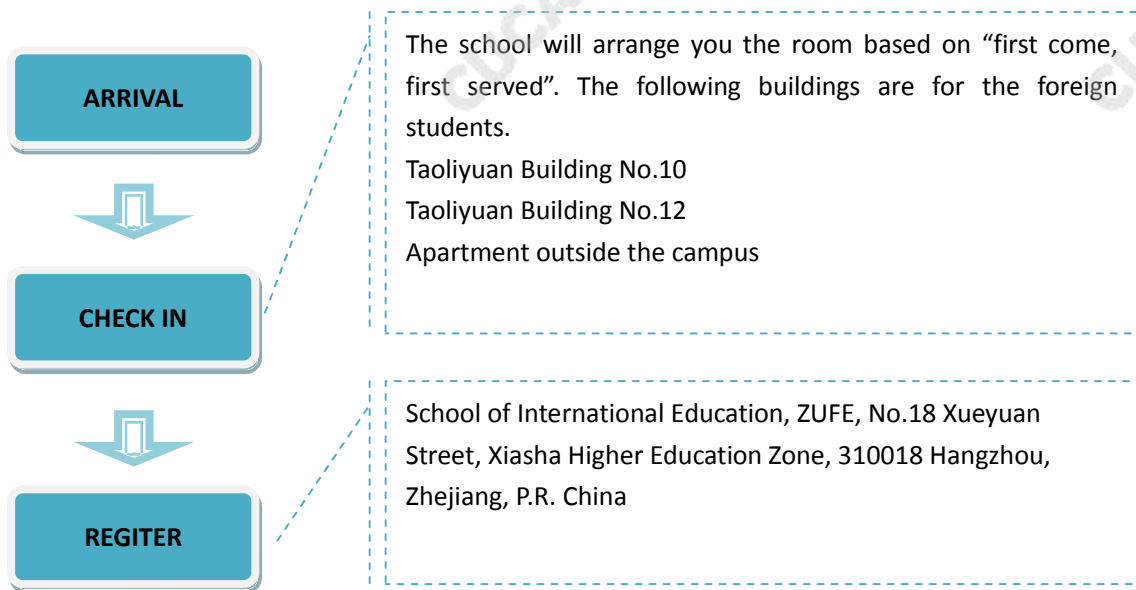 ARRIVAL
The school will arrange you the room based on “first come,
first served”. The following buildings are for the foreign
students.
Taoliyuan Building No.10
Taoliyuan Building No.12
Apartment outside the campus
CHECK IN
School of International Education, ZUFE, No.18 Xueyuan
Street, Xiasha Higher Education Zone, 310018 Hangzhou,
Zhejiang, P.R. China
REGITER